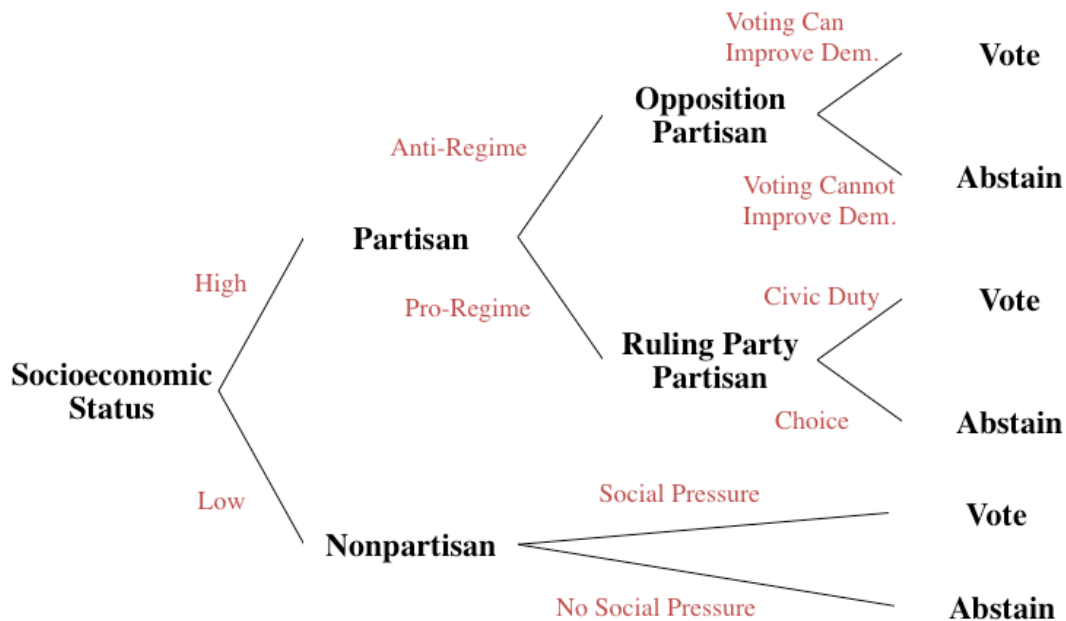 Voting Can
Improve Dem.
Vote
Opposition
Partisan
Anti-Regime
Abstain
Voting Cannot
Improve Dem.
Partisan
High
Civic Duty
Vote
Pro-Regime
Ruling Party
Partisan
Socioeconomic
Status
Choice
Abstain
Low
Social Pressure
Vote
Nonpartisan
No Social Pressure
Abstain